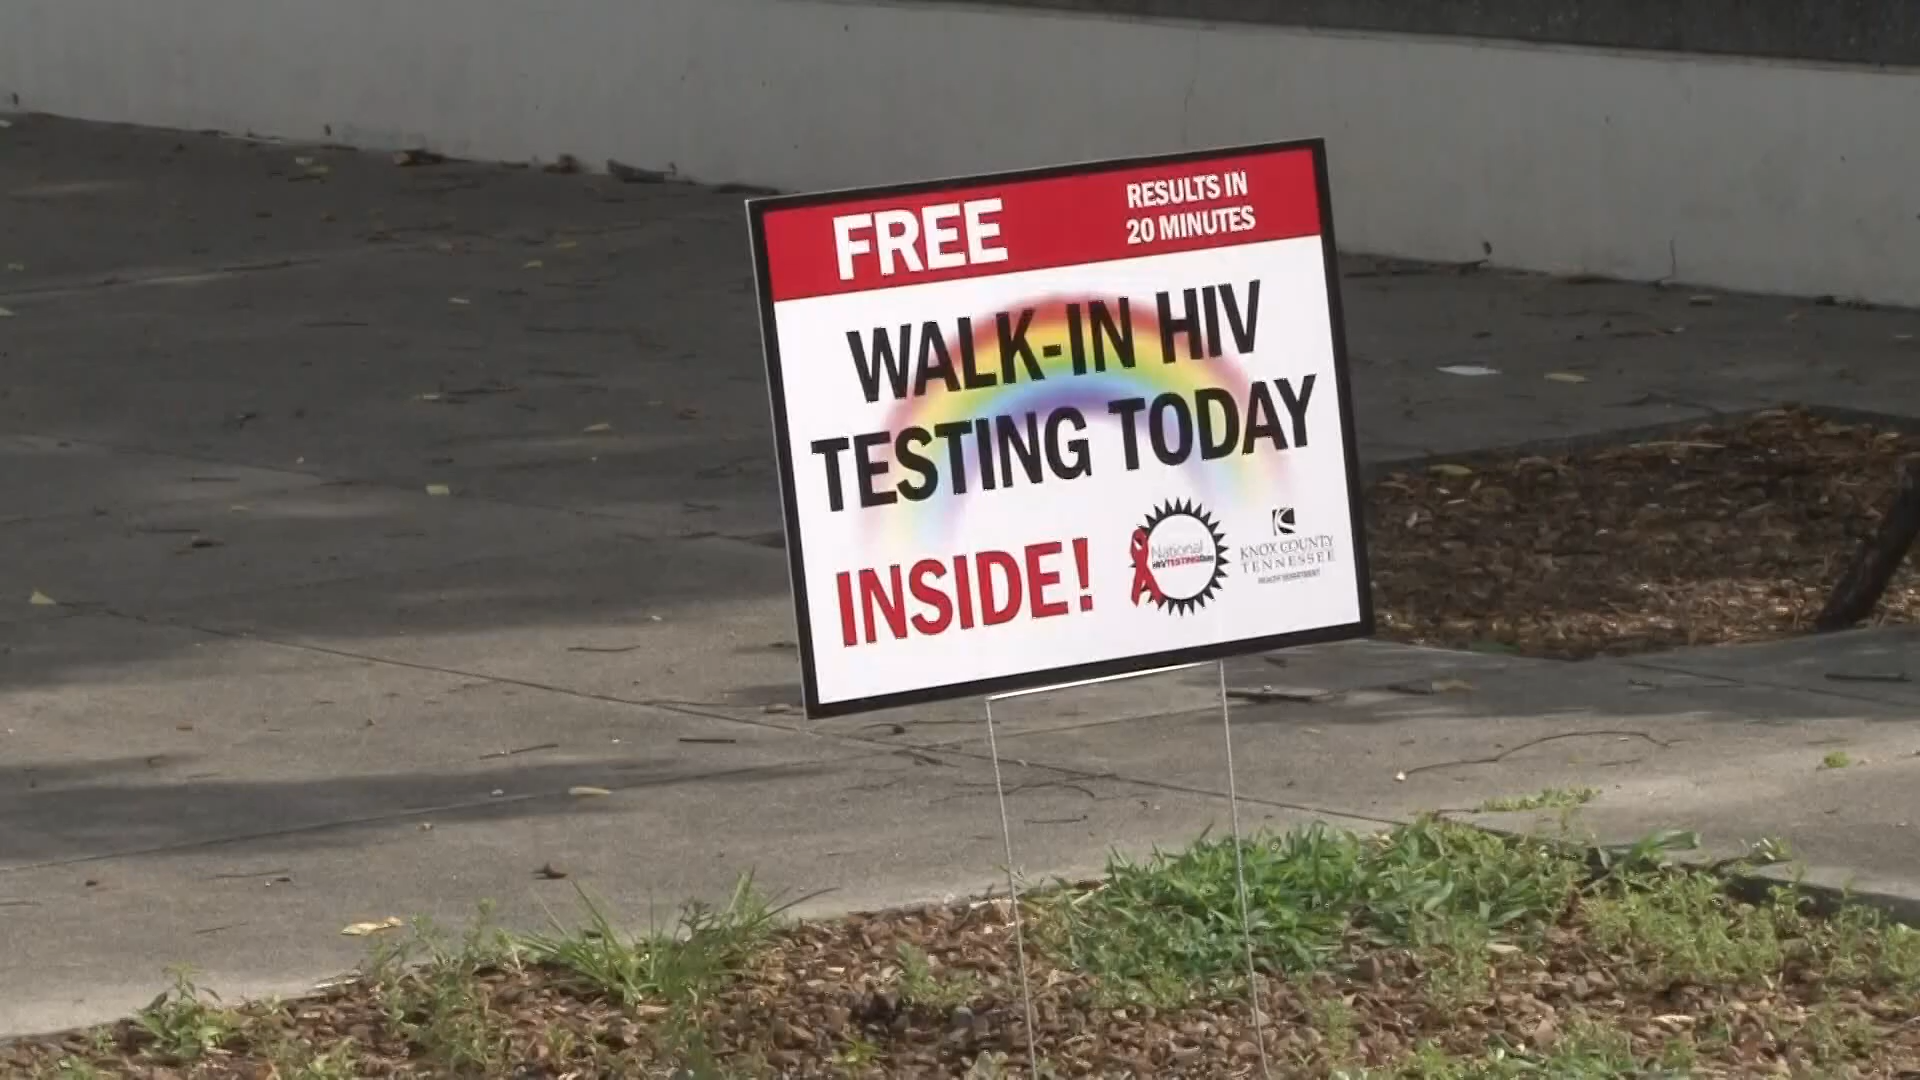 FREE
RESULTS IN
20 MINUTES
WALK-IN HIV
TESTING TODAY
INSIDE!
National
HIVTESTINGDay
KNOX COUNTY
TENNESSEE
HEALTH DEPARTMENT